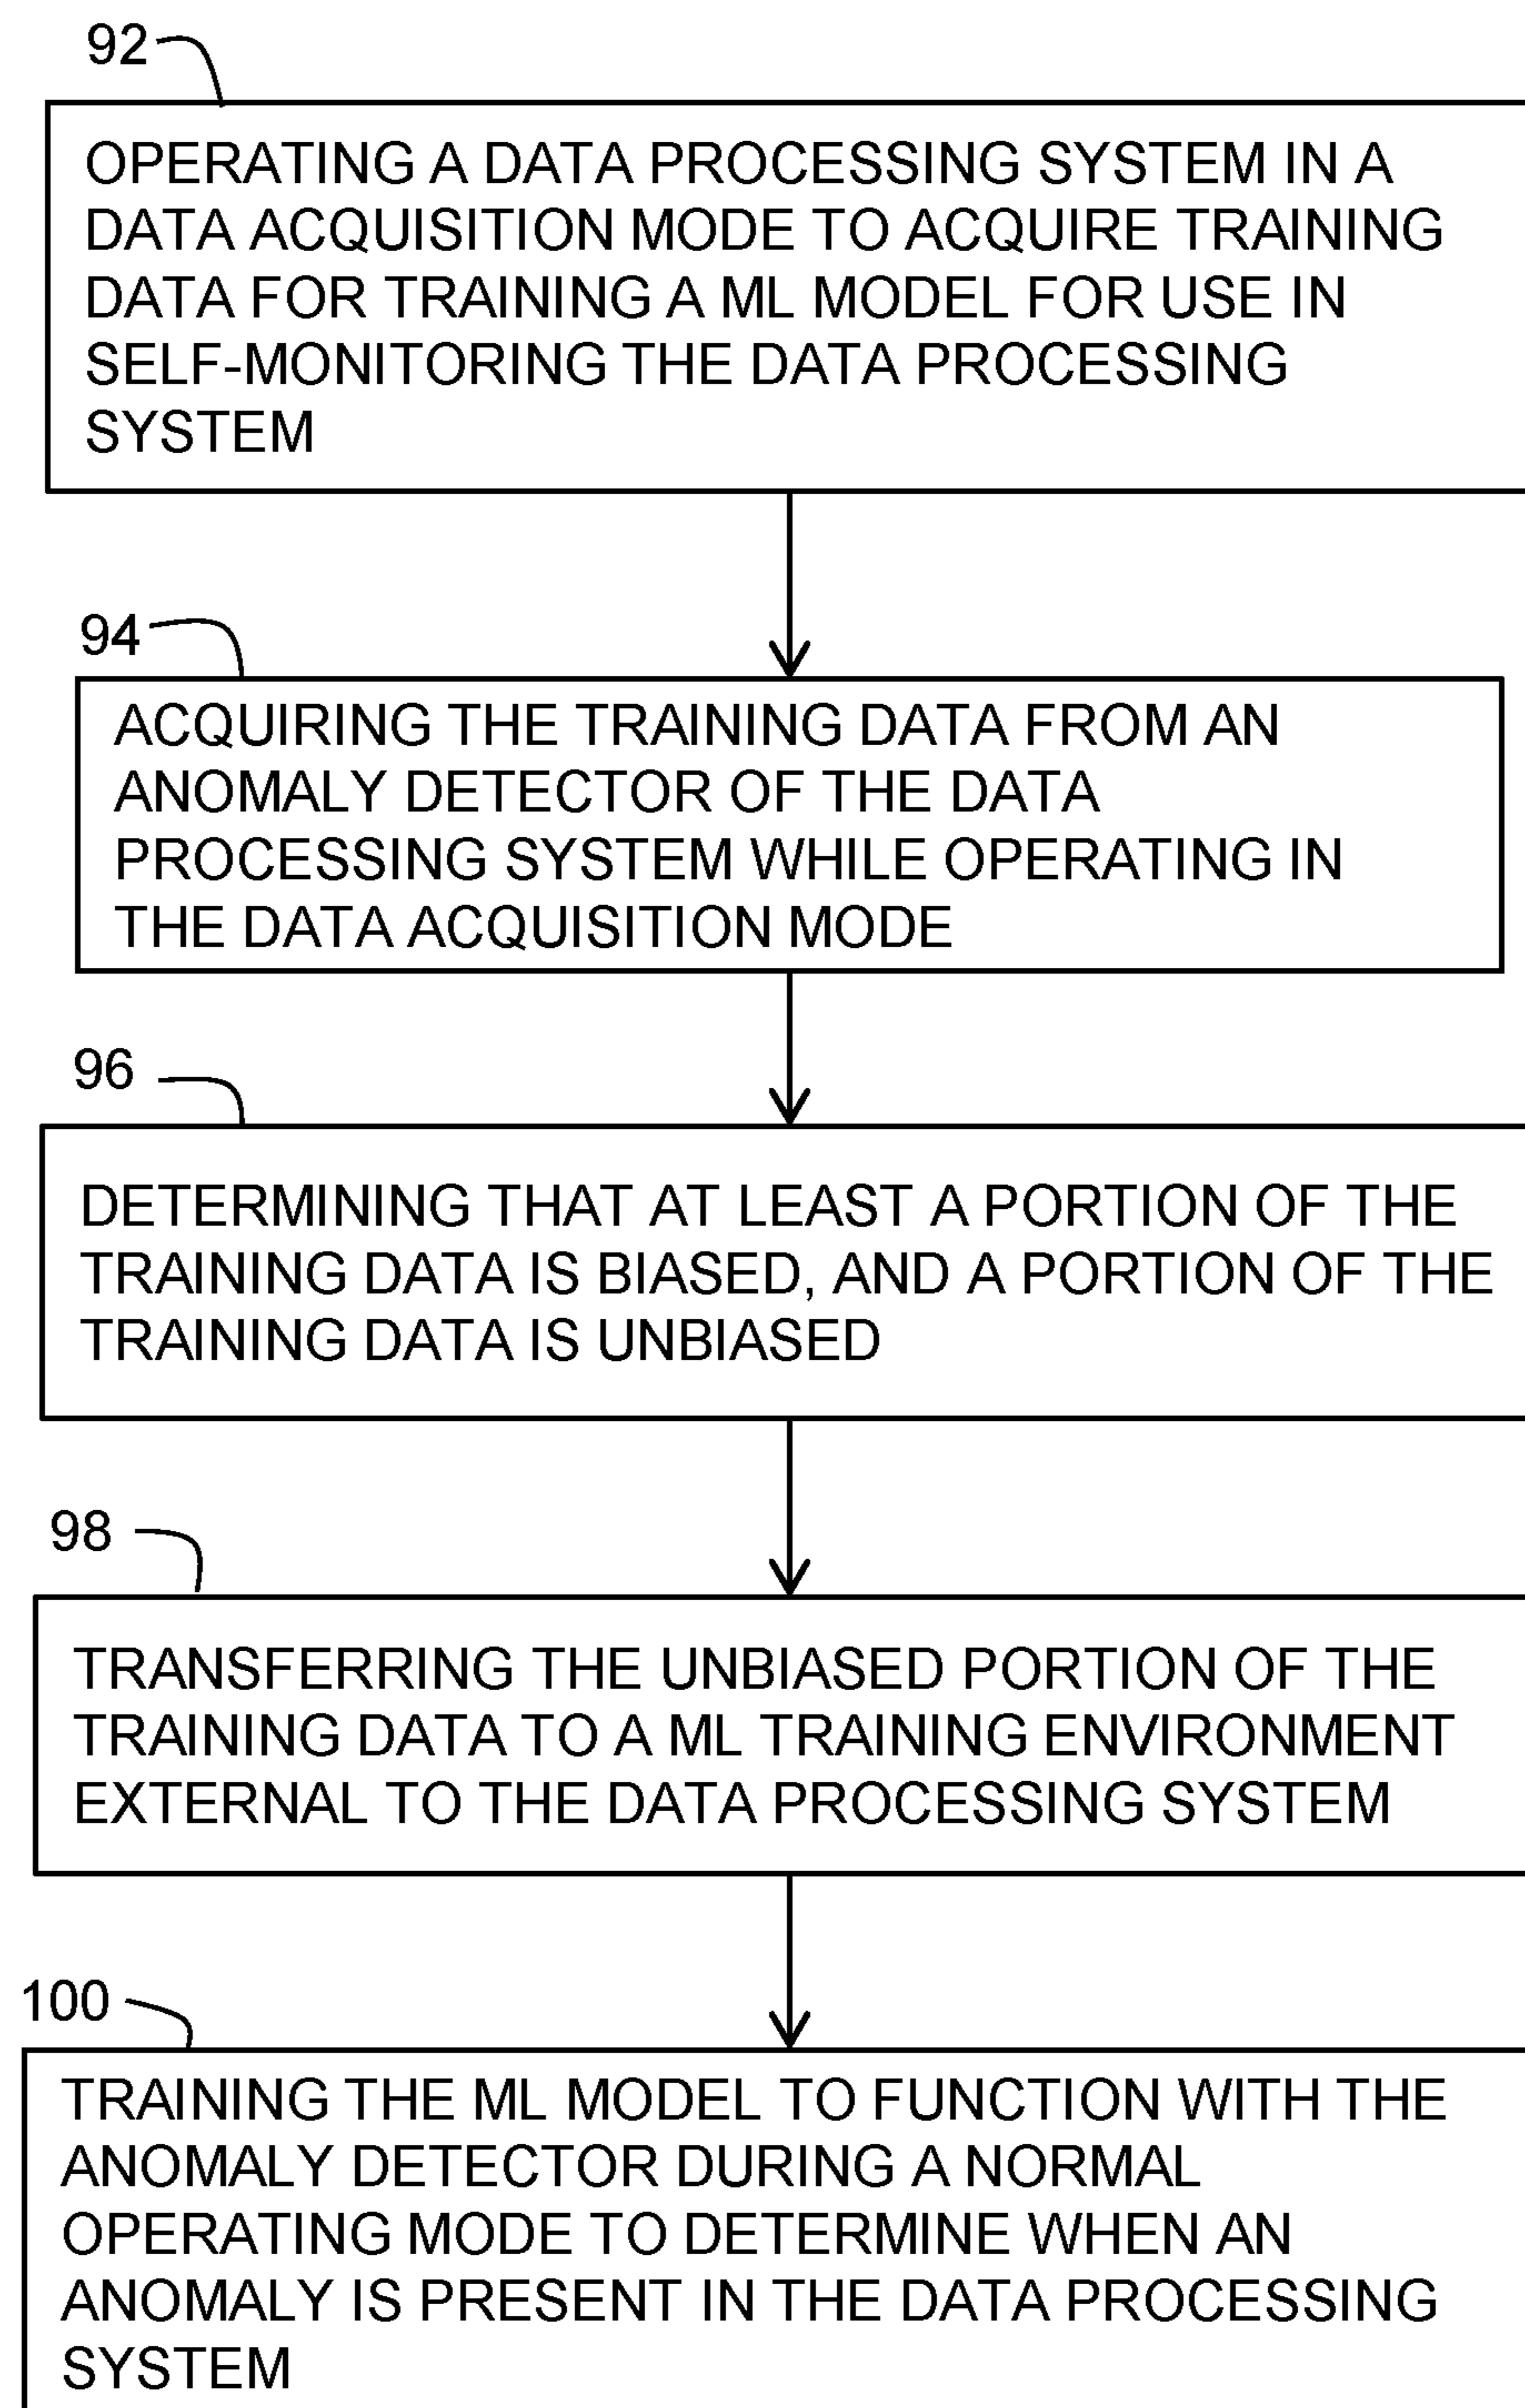 92
OPERATING A DATA PROCESSING SYSTEM IN A
DATA ACQUISITION MODE TO ACQUIRE TRAINING
DATA FOR TRAINING A ML MODEL FOR USE IN
SELF-MONITORING THE DATA PROCESSING
SYSTEM
94
ACQUIRING THE TRAINING DATA FROM AN
ANOMALY DETECTOR OF THE DATA
PROCESSING SYSTEM WHILE OPERATING IN
THE DATA ACQUISITION MODE
96
DETERMINING THAT AT LEAST A PORTION OF THE
TRAINING DATA IS BIASED, AND A PORTION OF THE
TRAINING DATA IS UNBIASED
98
TRANSFERRING THE UNBIASED PORTION OF THE
TRAINING DATA TO A ML TRAINING ENVIRONMENT
EXTERNAL TO THE DATA PROCESSING SYSTEM
100
TRAINING THE ML MODEL TO FUNCTION WITH THE
ANOMALY DETECTOR DURING A NORMAL
OPERATING MODE TO DETERMINE WHEN AN
ANOMALY IS PRESENT IN THE DATA PROCESSING
SYSTEM